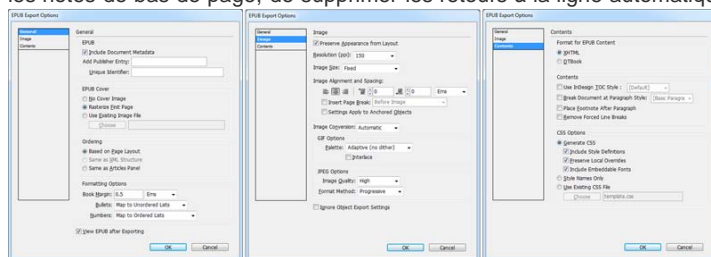 les notes de bas de page, de supprimer les retours à la ligne automatiqu
EPUB Export Options
General
Image
Contents
General
EPUB
Include Document Metadata
Add Publisher Entry:
Unique Identifier:
EPUB Cover
No Cover Image
Rasterize First Page
Use Existing Image File
Choose
Ordering
Based on Page Layout
Same as XML Structure
Same as Articles Panel
Formatting Options
Book Margin: 0.5 Ems
Bullets: Map to Unordered Lists
Numbers: Map to Ordered Lists
View EPUB after Exporting
OK Cancel
EPUB Export Options
General
Image
Contents
Image
Preserve Appearance from Layout
Resolution (ppi): 150
Image Size: Fixed
Image Alignment and Spacing:
0 0 Ems
Insert Page Break: Before Image
Settings Apply to Anchored Objects
Image Conversion: Automatic
GIF Options
Palette: Adaptive (no dither)
Interlace
JPEG Options
Image Quality: High
Format Method: Progressive
Ignore Object Export Settings
OK Cancel
EPUB Export Options
General
Image
Contents
Contents
Format for EPUB Content
XHTML
DTBook
Contents
Use InDesign TOC Style : [Default]
Break Document at Paragraph Style: [Basic Paragra
Place Footnote After Paragraph
Remove Forced Line Breaks
CSS Options
Generate CSS
Include Style Definitions
Preserve Local Overrides
Include Embeddable Fonts
Style Names Only
Use Existing CSS File
Choose template.css
OK Cancel